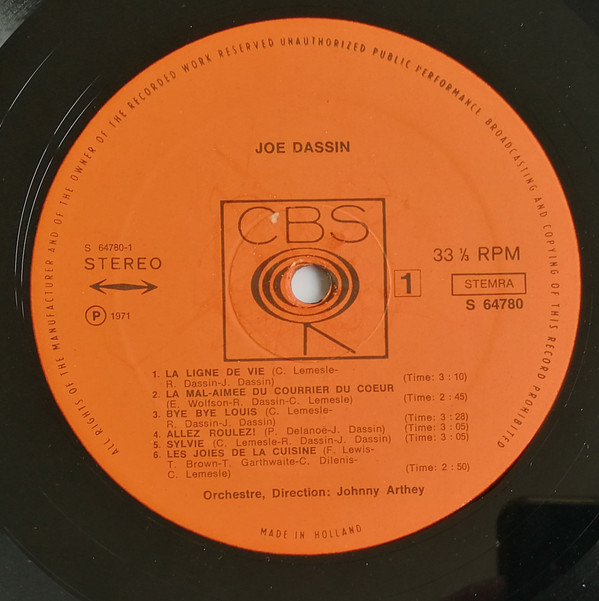 ALL RIGHTS OF THE MANUFACTURER AND OF THE OWNER OF THE RECORDED WORK RESERVED UNAUTHORIZED PUBLIC PERFORMANCE BROADCASTING AND COPYING OF THIS RECORD PROHIBITED
JOE DASSIN
CBS
S 64780-1
STEREO
33 ⅓ RPM
1
STEMRA
S 64780
Ⓟ 1971
1. LA LIGNE DE VIE (C. Lemesle-
R. Dassin-J. Dassin) (Time: 3 : 10)
2. LA MAL-AIMEE DU COURRIER DU COEUR
(E. Wolfson-R. Dassin-C. Lemesle) (Time: 2 : 45)
3. BYE BYE LOUIS (C. Lemesle-
R. Dassin-J. Dassin) (Time: 3 : 28)
4. ALLEZ ROULEZ! (P. Delanoë-J. Dassin) (Time: 3 : 05)
5. SYLVIE (C. Lemesle-R. Dassin-J. Dassin) (Time: 3 : 05)
6. LES JOIES DE LA CUISINE (F. Lewis-
T. Brown-T. Garthwaite-C. Dilenis-
C. Lemesle) (Time: 2 : 50)
Orchestre, Direction: Johnny Arthey
MADE IN HOLLAND